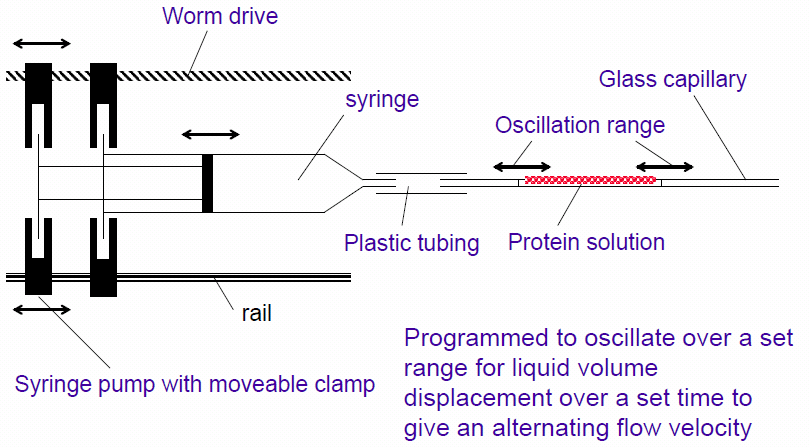 Worm drive
Glass capillary
syringe
Oscillation range
Plastic tubing
Protein solution
rail
Syringe pump with moveable clamp
Programmed to oscillate over a set
range for liquid volume
displacement over a set time to
give an alternating flow velocity